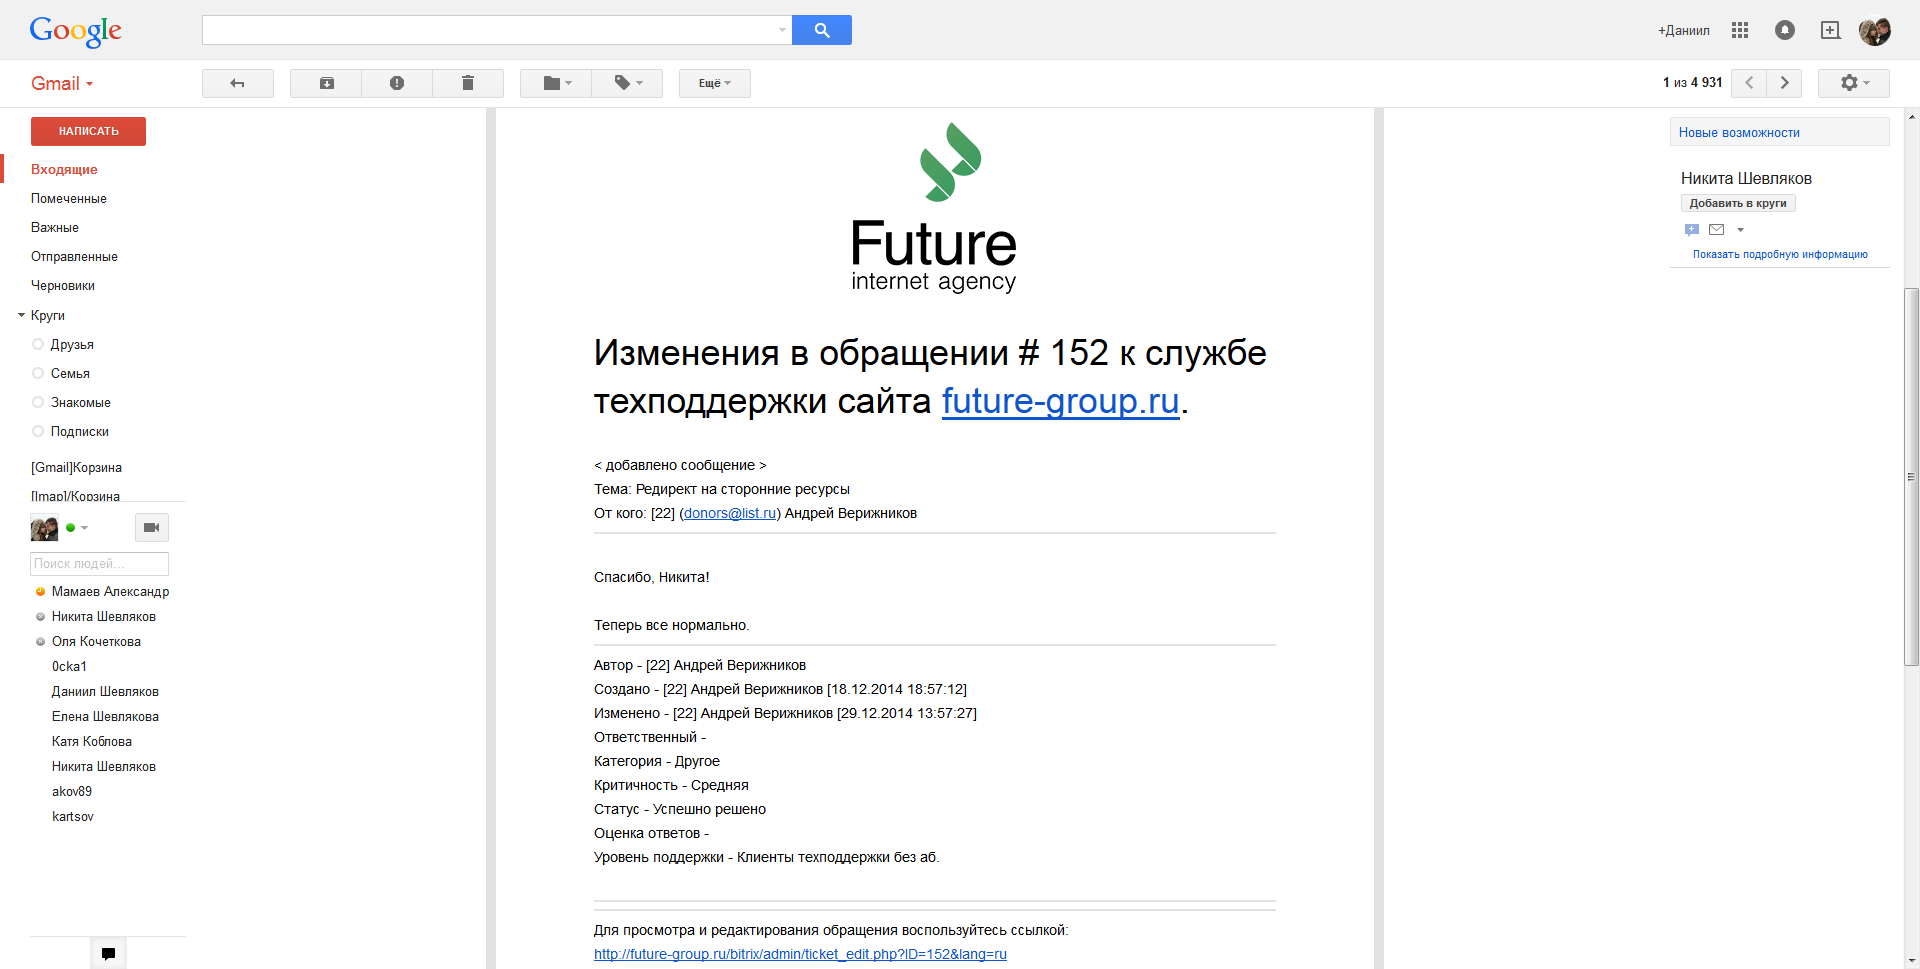 Google
+Даниил
Gmail
Ещё
1 из 4 931
НАПИСАТЬ
Входящие
Помеченные
Важные
Отправленные
Черновики
Круги
Друзья
Семья
Знакомые
Подписки
[Gmail]Корзина
[Imap]/Корзина
Поиск людей...
Мамаев Александр
Никита Шевляков
Оля Кочеткова
0cka1
Даниил Шевляков
Елена Шевлякова
Катя Коблова
Никита Шевляков
akov89
kartsov
Future
internet agency
Изменения в обращении # 152 к службе
техподдержки сайта future-group.ru.
< добавлено сообщение >
Тема: Редирект на сторонние ресурсы
От кого: [22] (donors@list.ru) Андрей Верижников
Спасибо, Никита!
Теперь все нормально.
Автор - [22] Андрей Верижников
Создано - [22] Андрей Верижников [18.12.2014 18:57:12]
Изменено - [22] Андрей Верижников [29.12.2014 13:57:27]
Ответственный -
Категория - Другое
Критичность - Средняя
Статус - Успешно решено
Оценка ответов -
Уровень поддержки - Клиенты техподдержки без аб.
Для просмотра и редактирования обращения воспользуйтесь ссылкой:
http://future-group.ru/bitrix/admin/ticket_edit.php?ID=152&lang=ru
Новые возможности
Никита Шевляков
Добавить в круги
Показать подробную информацию